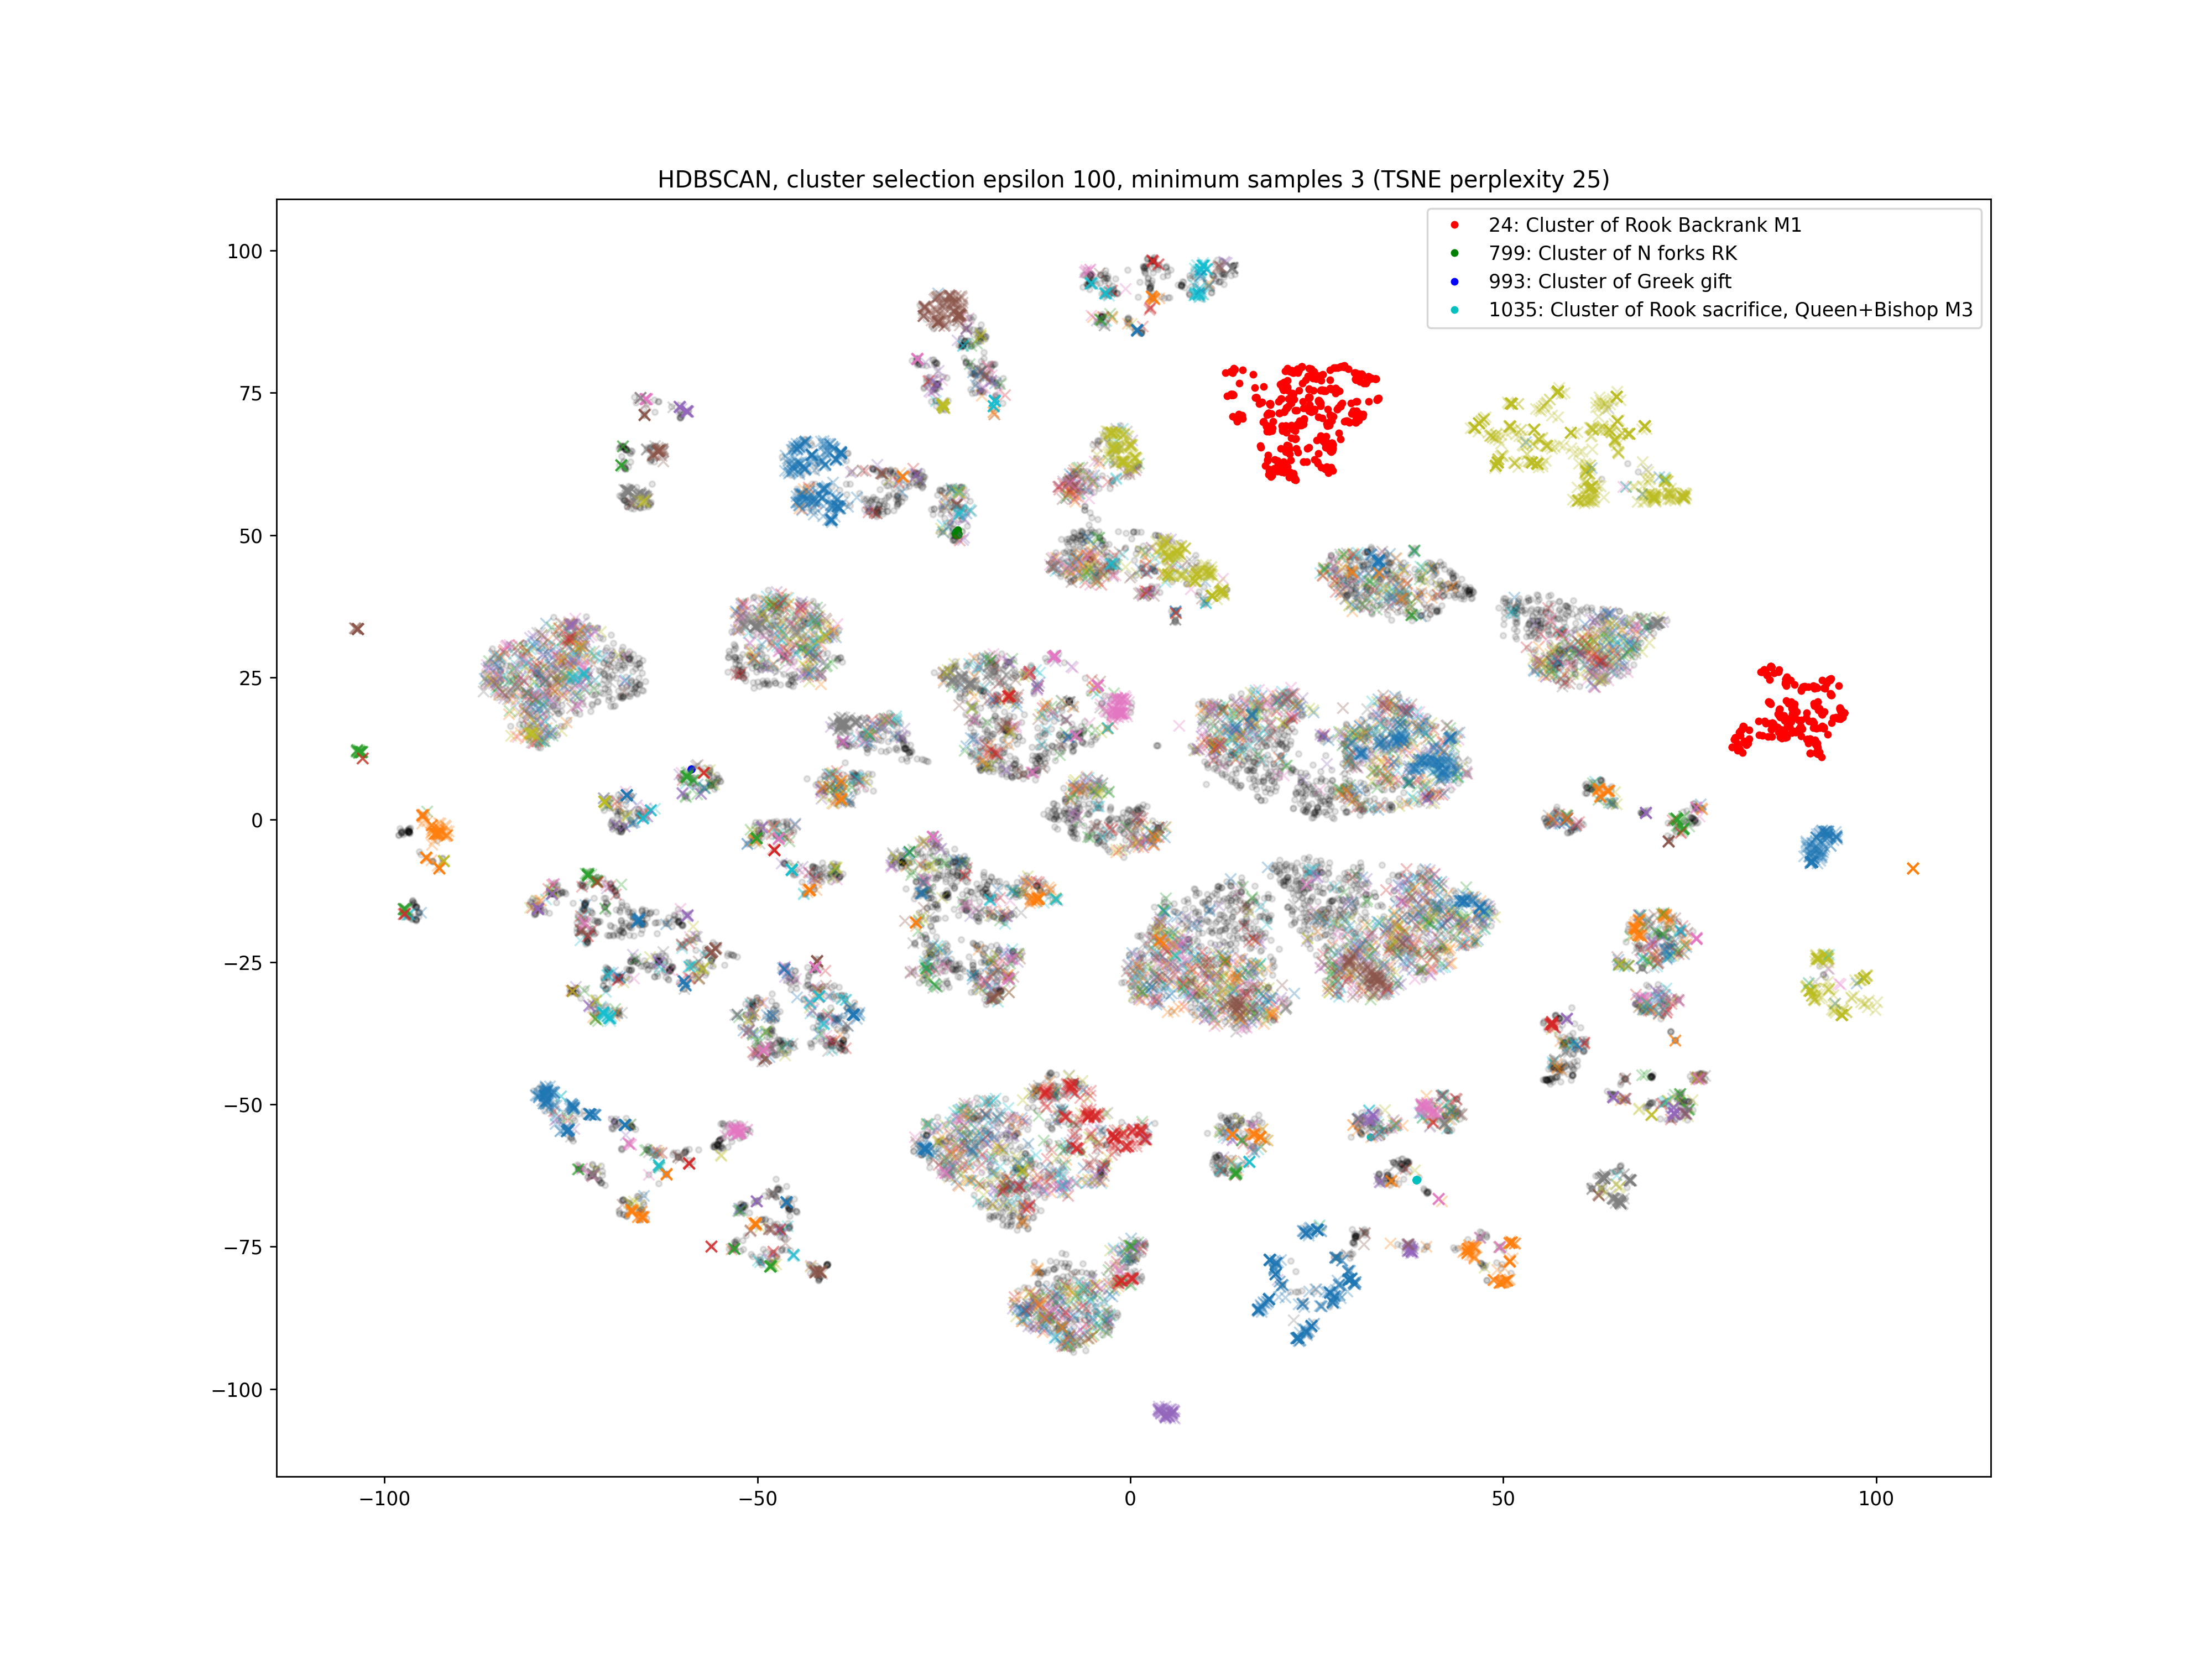 HDBSCAN, cluster selection epsilon 100, minimum samples 3 (TSNE perplexity 25)
24: Cluster of Rook Backrank M1
799: Cluster of N forks RK
993: Cluster of Greek gift
1035: Cluster of Rook sacrifice, Queen+Bishop M3
100
75
50
25
0
−25
−50
−75
−100
−100 −50 0 50 100